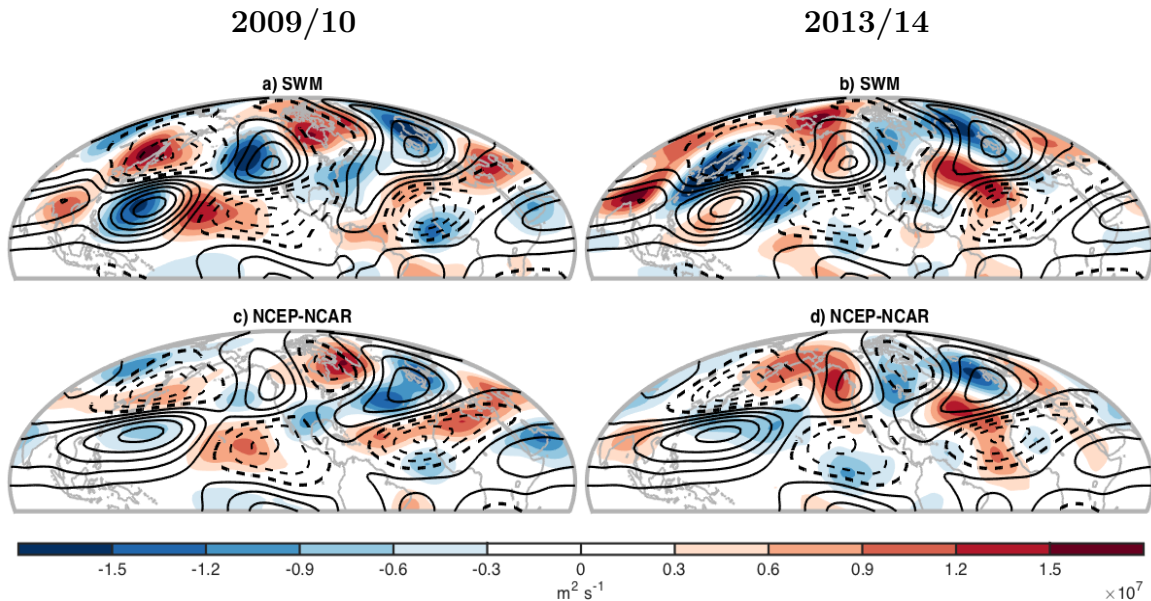 2009/10 2013/14
a) SWM b) SWM
c) NCEP-NCAR d) NCEP-NCAR
-1.5 -1.2 -0.9 -0.6 -0.3 0 0.3 0.6 0.9 1.2 1.5
m² s⁻¹ ×10⁷